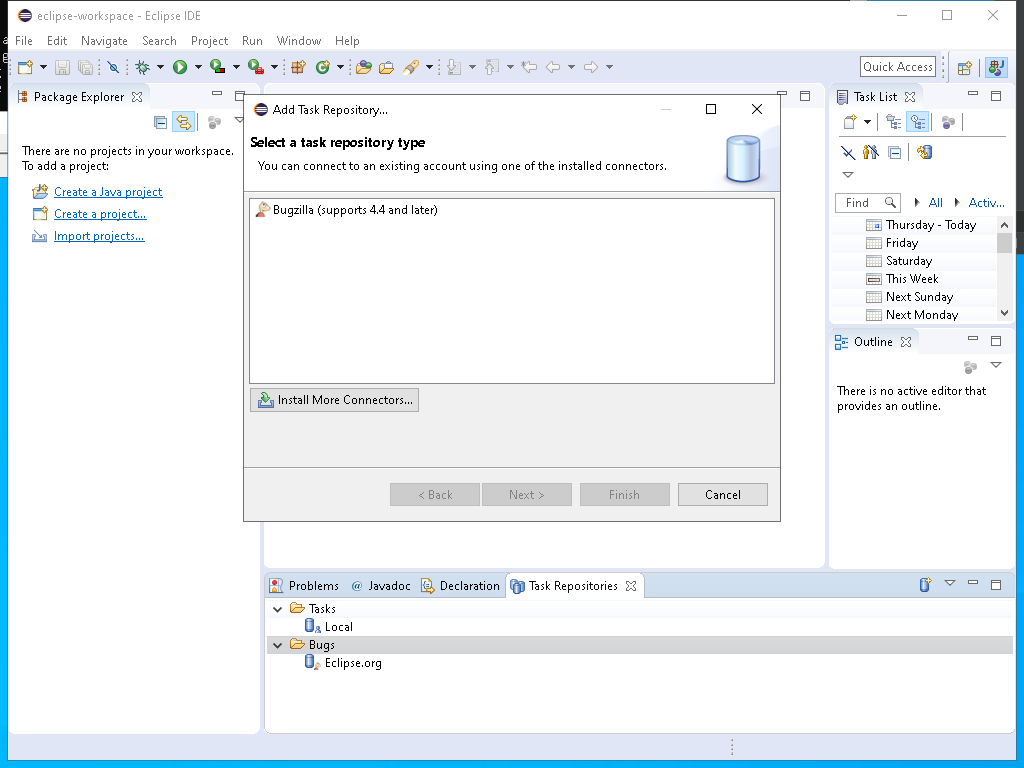 eclipse-workspace - Eclipse IDE
File Edit Navigate Search Project Run Window Help
Quick Access
Package Explorer
There are no projects in your workspace.
To add a project:
Create a Java project
Create a project...
Import projects...
Add Task Repository...
Select a task repository type
You can connect to an existing account using one of the installed connectors.
Bugzilla (supports 4.4 and later)
Install More Connectors...
< Back Next > Finish Cancel
Task List
Find All Activ...
Thursday - Today
Friday
Saturday
This Week
Next Sunday
Next Monday
Outline
There is no active editor that
provides an outline.
Problems @ Javadoc Declaration Task Repositories
Tasks
Local
Bugs
Eclipse.org